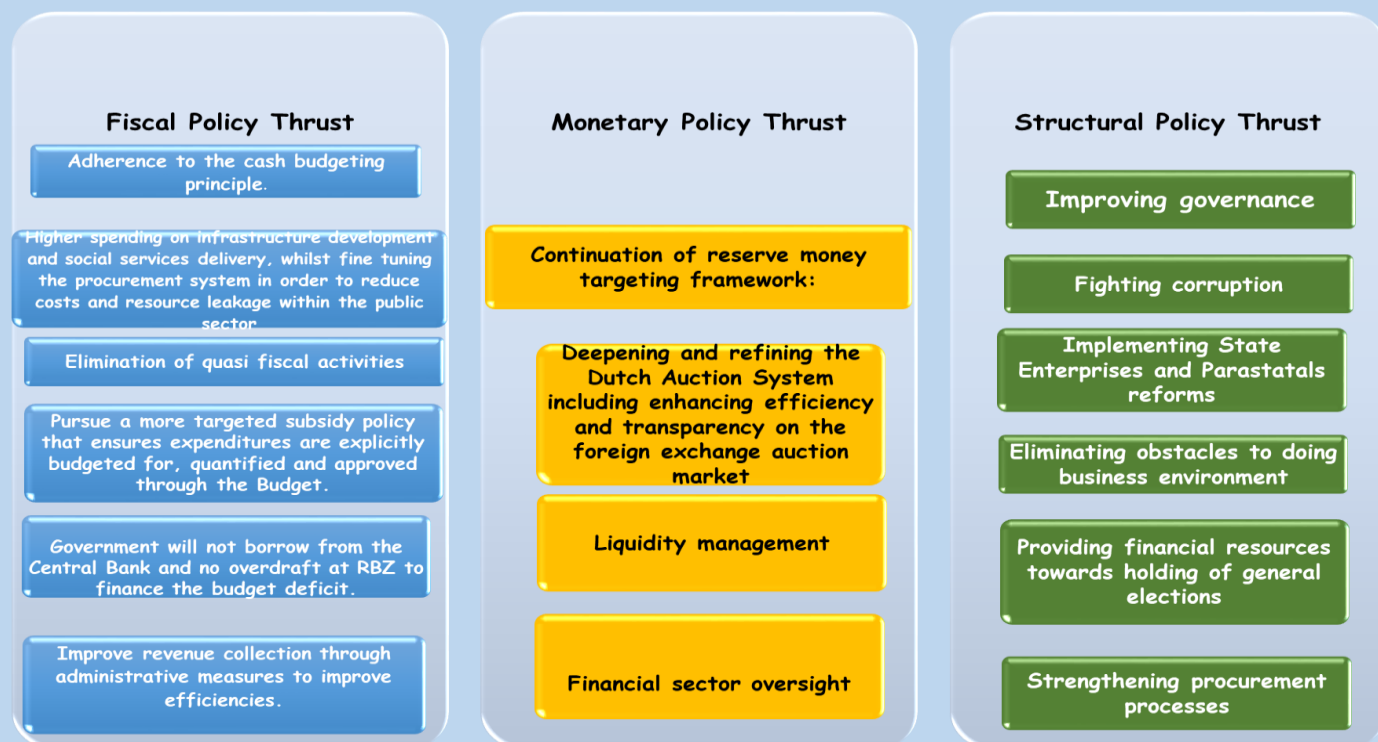 Fiscal Policy Thrust
Adherence to the cash budgeting
principle.
Higher spending on infrastructure development
and social services delivery, whilst fine tuning
the procurement system in order to reduce
costs and resource leakage within the public
sector
Elimination of quasi fiscal activities
Pursue a more targeted subsidy policy
that ensures expenditures are explicitly
budgeted for, quantified and approved
through the Budget.
Government will not borrow from the
Central Bank and no overdraft at RBZ to
finance the budget deficit.
Improve revenue collection through
administrative measures to improve
efficiencies.
Monetary Policy Thrust
Continuation of reserve money
targeting framework:
Deepening and refining the
Dutch Auction System
including enhancing efficiency
and transparency on the
foreign exchange auction
market
Liquidity management
Financial sector oversight
Structural Policy Thrust
Improving governance
Fighting corruption
Implementing State
Enterprises and Parastatals
reforms
Eliminating obstacles to doing
business environment
Providing financial resources
towards holding of general
elections
Strengthening procurement
processes